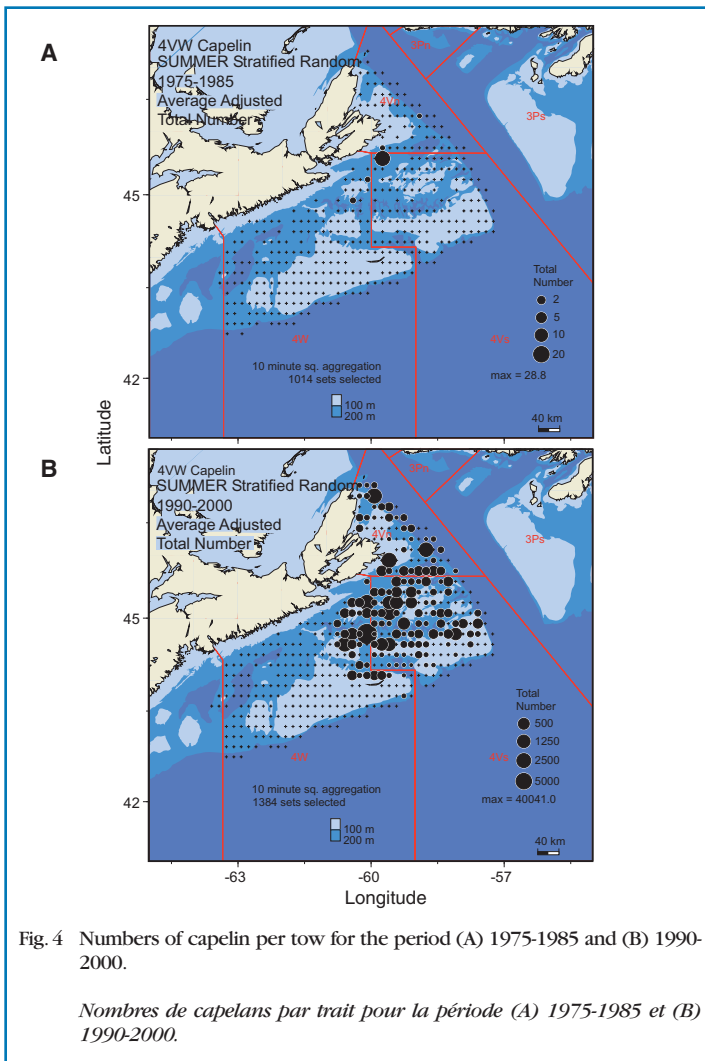 A
4VW Capelin
SUMMER Stratified Random
1975-1985
Average Adjusted
Total Number
3Pn
4Vn
3Ps
45
Total
Number
2
5
10
20
4W
4Vs
10 minute sq. aggregation
1014 sets selected
max = 28.8
42
100 m
200 m
40 km
Latitude
B
4VW Capelin
SUMMER Stratified Random
1990-2000
Average Adjusted
Total Number
3Pn
4Vn
3Ps
45
Total
Number
500
1250
2500
5000
4W
4Vs
10 minute sq. aggregation
1384 sets selected
max = 40041.0
42
100 m
200 m
40 km
-63
-60
-57
Longitude
Fig. 4 Numbers of capelin per tow for the period (A) 1975-1985 and (B) 1990-
2000.
Nombres de capelans par trait pour la période (A) 1975-1985 et (B)
1990-2000.